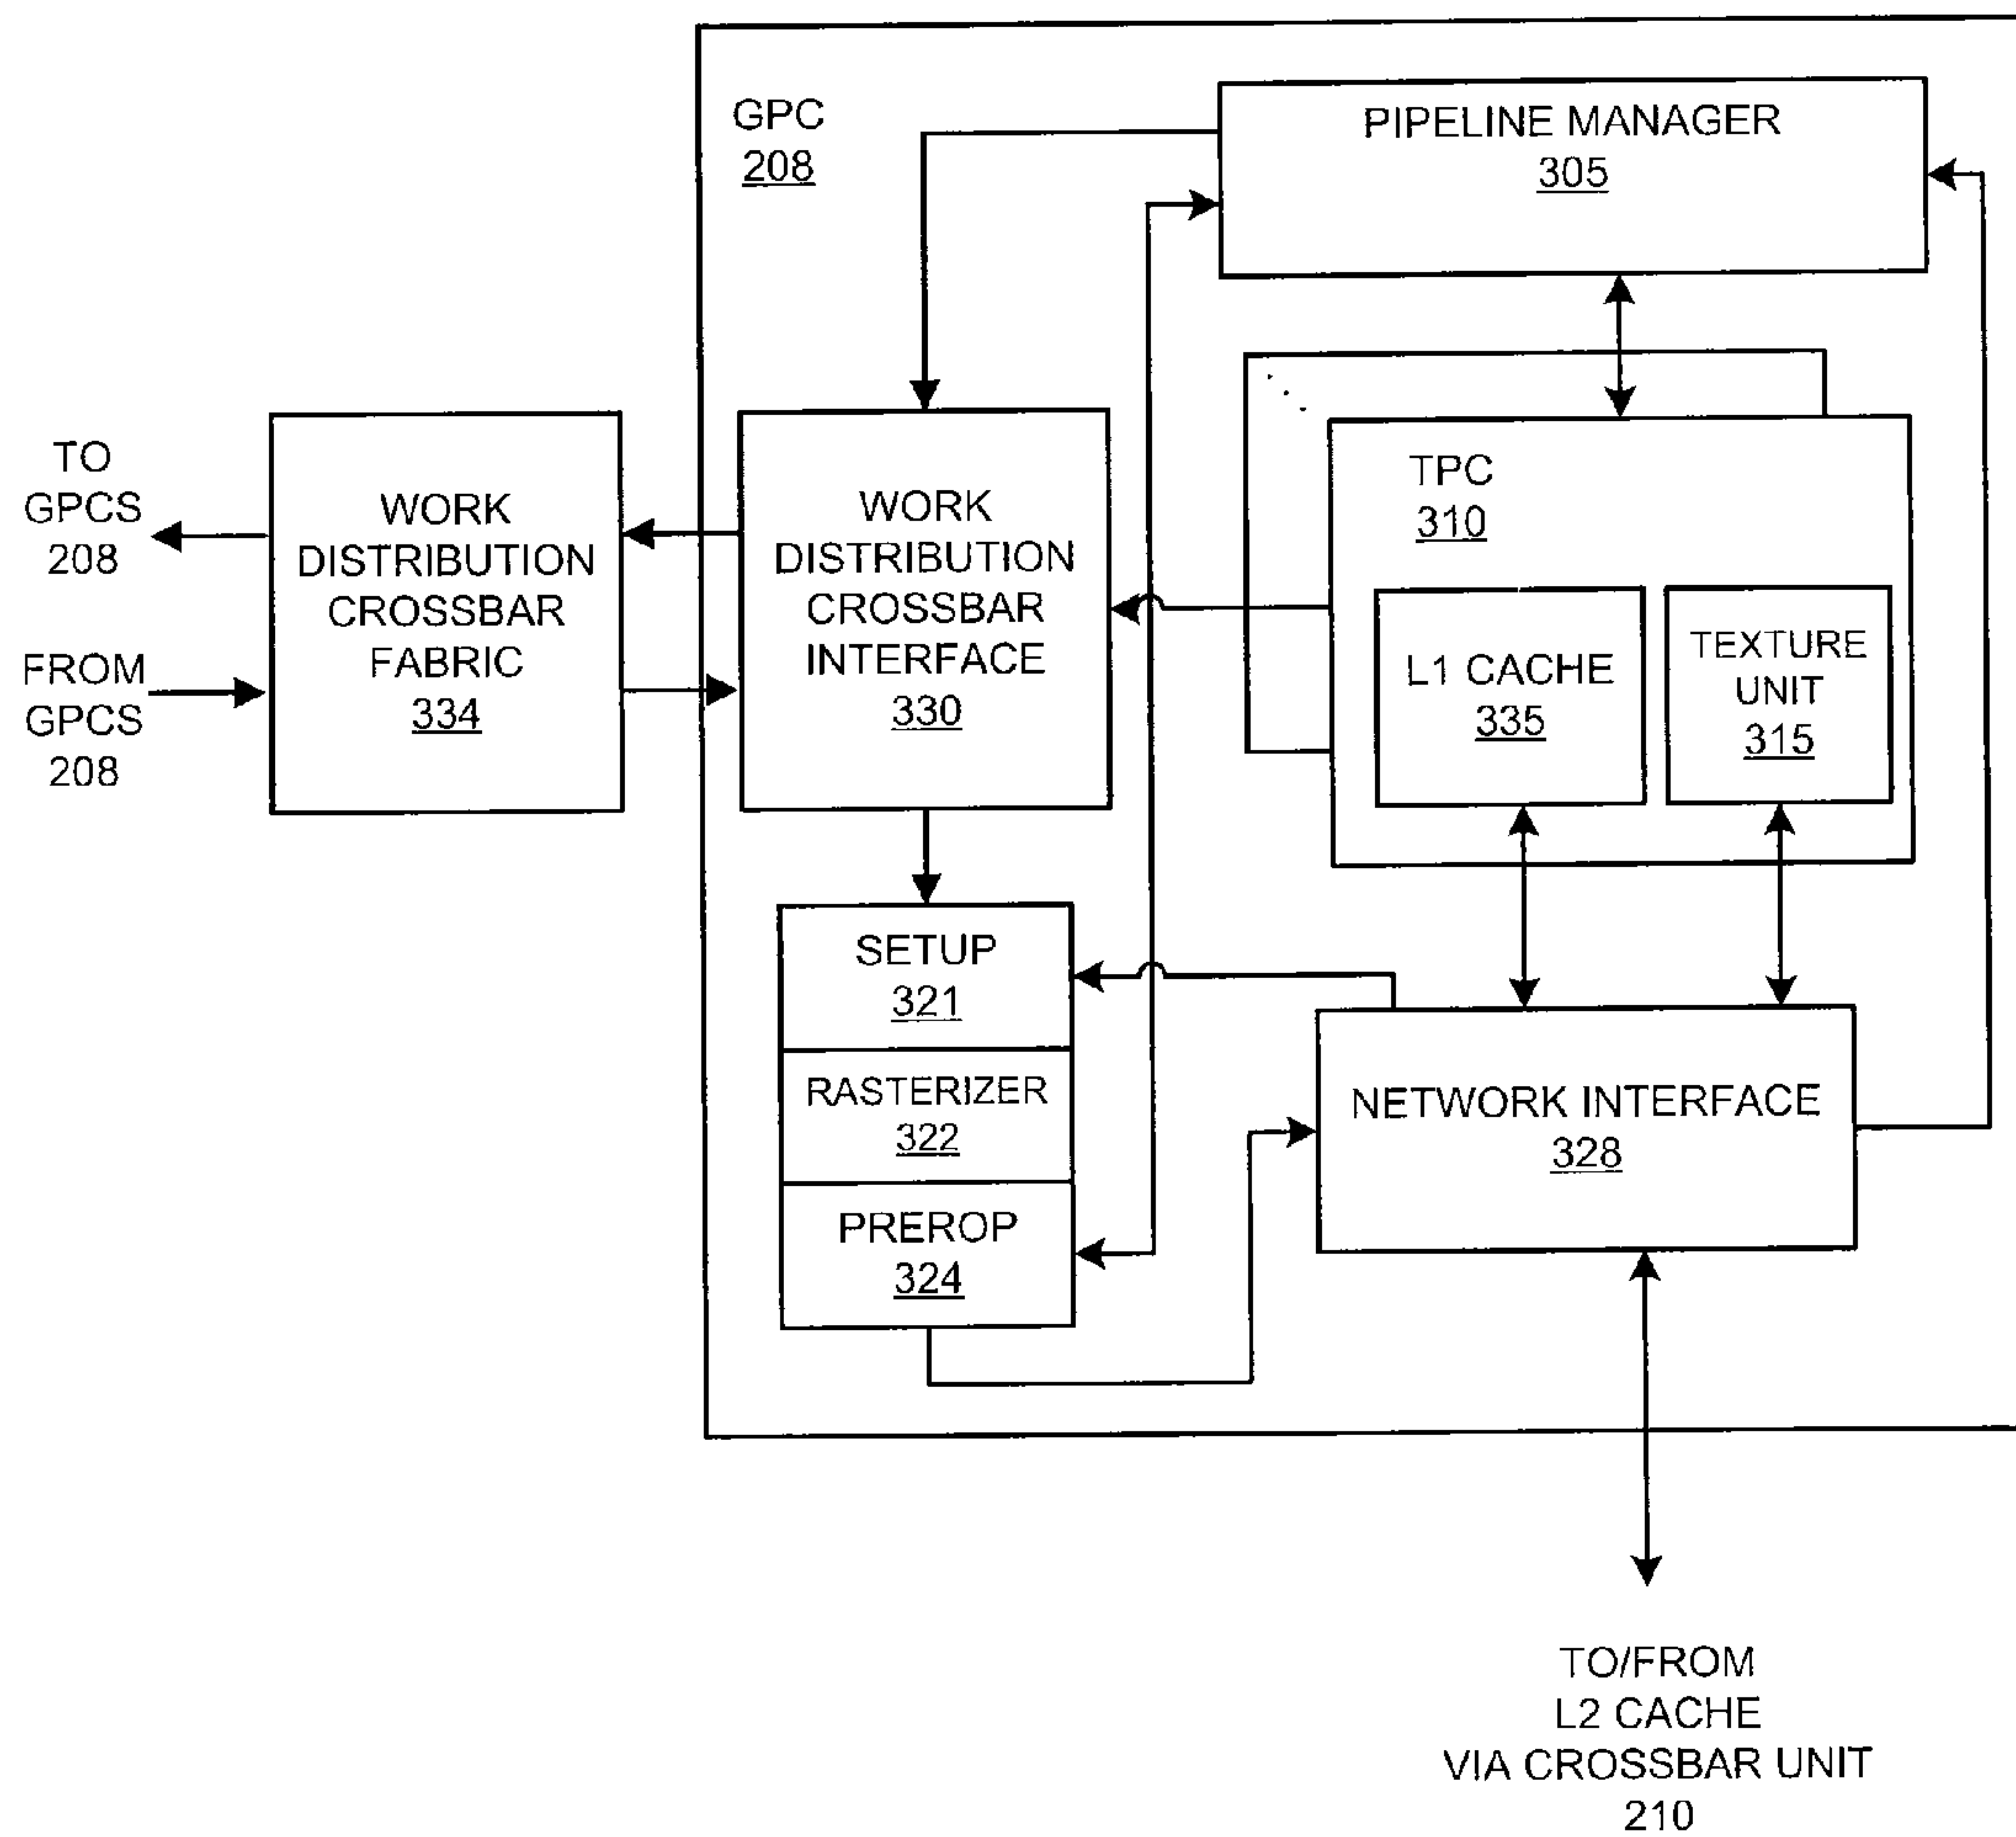 GPC
208
PIPELINE MANAGER
305
TO
GPCS
208
FROM
GPCS
208
WORK
DISTRIBUTION
CROSSBAR
FABRIC
334
WORK
DISTRIBUTION
CROSSBAR
INTERFACE
330
TPC
310
L1 CACHE
335
TEXTURE
UNIT
315
SETUP
321
RASTERIZER
322
PREROP
324
NETWORK INTERFACE
328
TO/FROM
L2 CACHE
VIA CROSSBAR UNIT
210